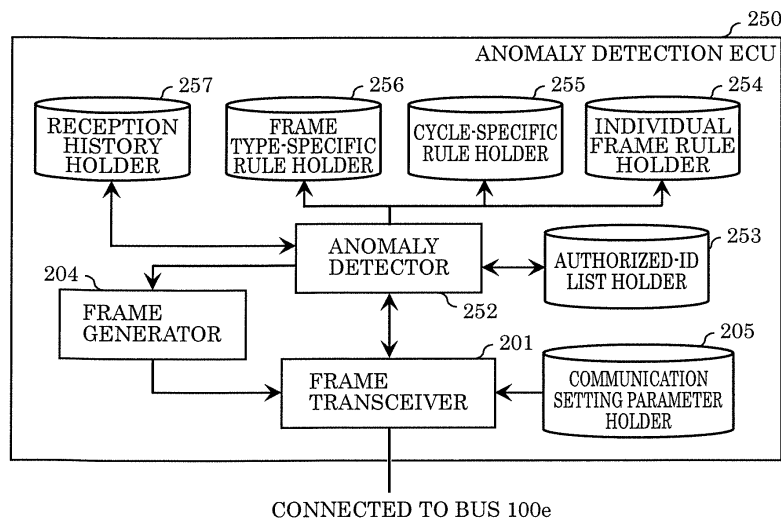 250
ANOMALY DETECTION ECU
257
256
255
254
RECEPTION
HISTORY
HOLDER
FRAME
TYPE-SPECIFIC
RULE HOLDER
CYCLE-SPECIFIC
RULE HOLDER
INDIVIDUAL
FRAME RULE
HOLDER
ANOMALY
DETECTOR
252
253
AUTHORIZED-ID
LIST HOLDER
204
FRAME
GENERATOR
201
FRAME
TRANSCEIVER
205
COMMUNICATION
SETTING PARAMETER
HOLDER
CONNECTED TO BUS 100e